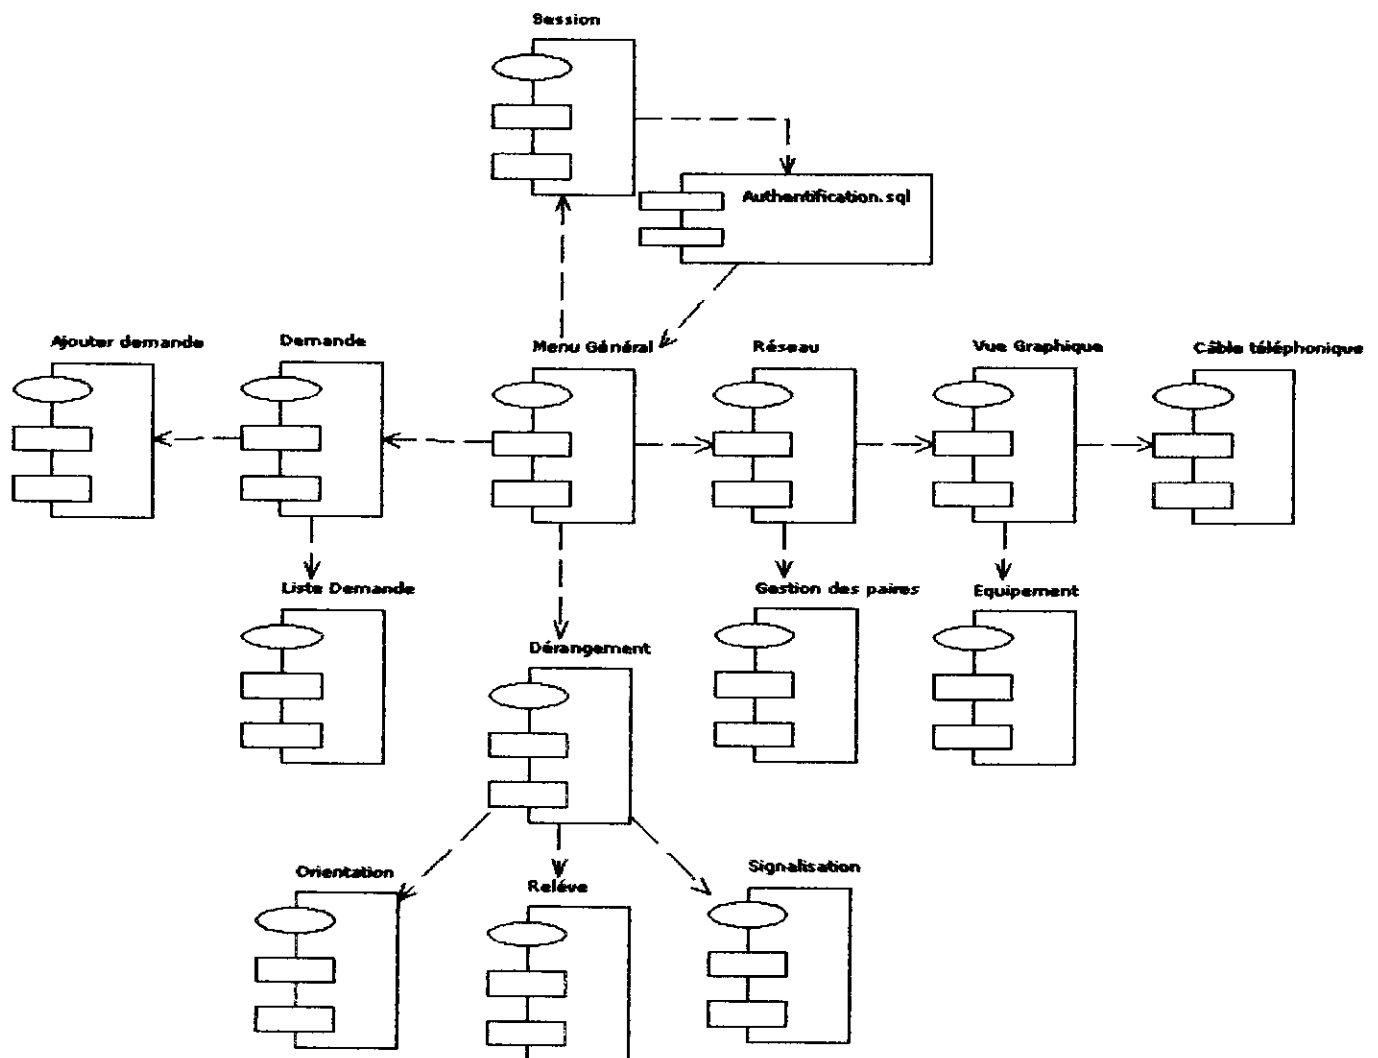 Session
Authentification.sql
Ajouter demande
Demande
Menu Général
Réseau
Vue Graphique
Câble téléphonique
Liste Demande
Gestion des paires
Equipement
Dérangement
Orientation
Reléve
Signalisation